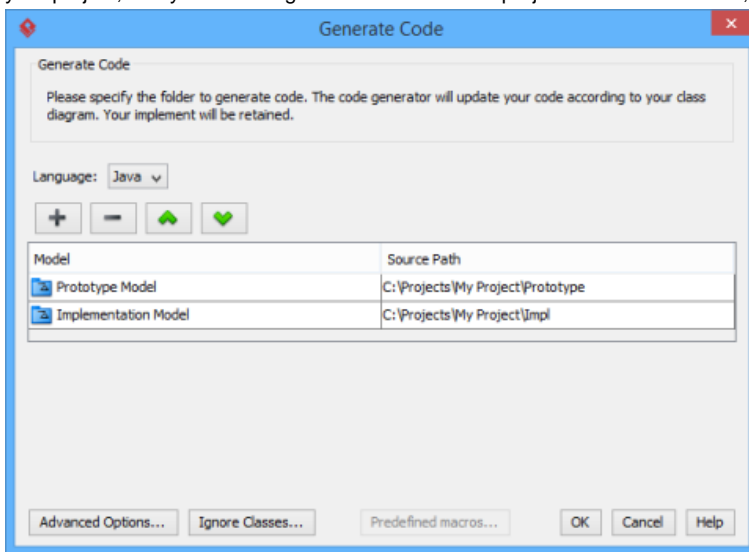 Generate Code
Generate Code
Please specify the folder to generate code. The code generator will update your code according to your class
diagram. Your implement will be retained.
Language: Java
Model Source Path
Prototype Model C:\Projects\My Project\Prototype
Implementation Model C:\Projects\My Project\Impl
Advanced Options... Ignore Classes... Predefined macros... OK Cancel Help